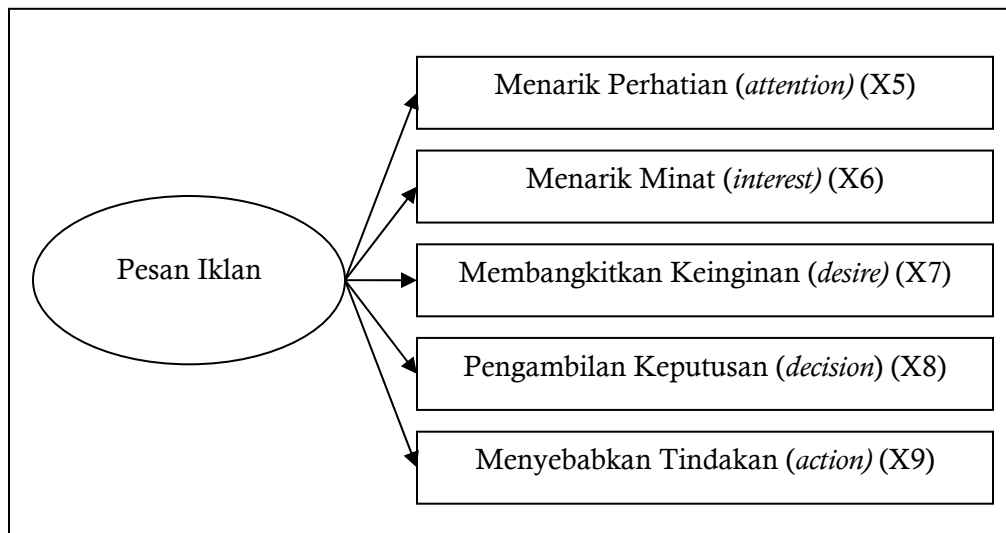 Menarik Perhatian (attention) (X5)
Menarik Minat (interest) (X6)
Pesan Iklan
Membangkitkan Keinginan (desire) (X7)
Pengambilan Keputusan (decision) (X8)
Menyebabkan Tindakan (action) (X9)